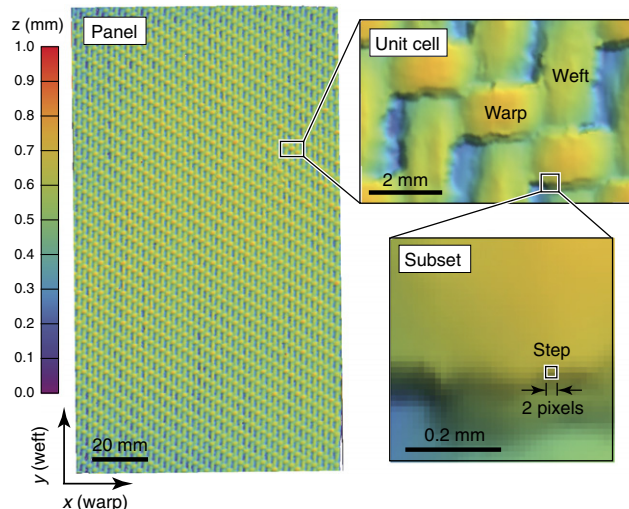 z (mm)
1.0
0.9
0.8
0.7
0.6
0.5
0.4
0.3
0.2
0.1
0.0
Panel
20 mm
y (weft)
x (warp)
Unit cell
Weft
Warp
2 mm
Subset
Step
2 pixels
0.2 mm